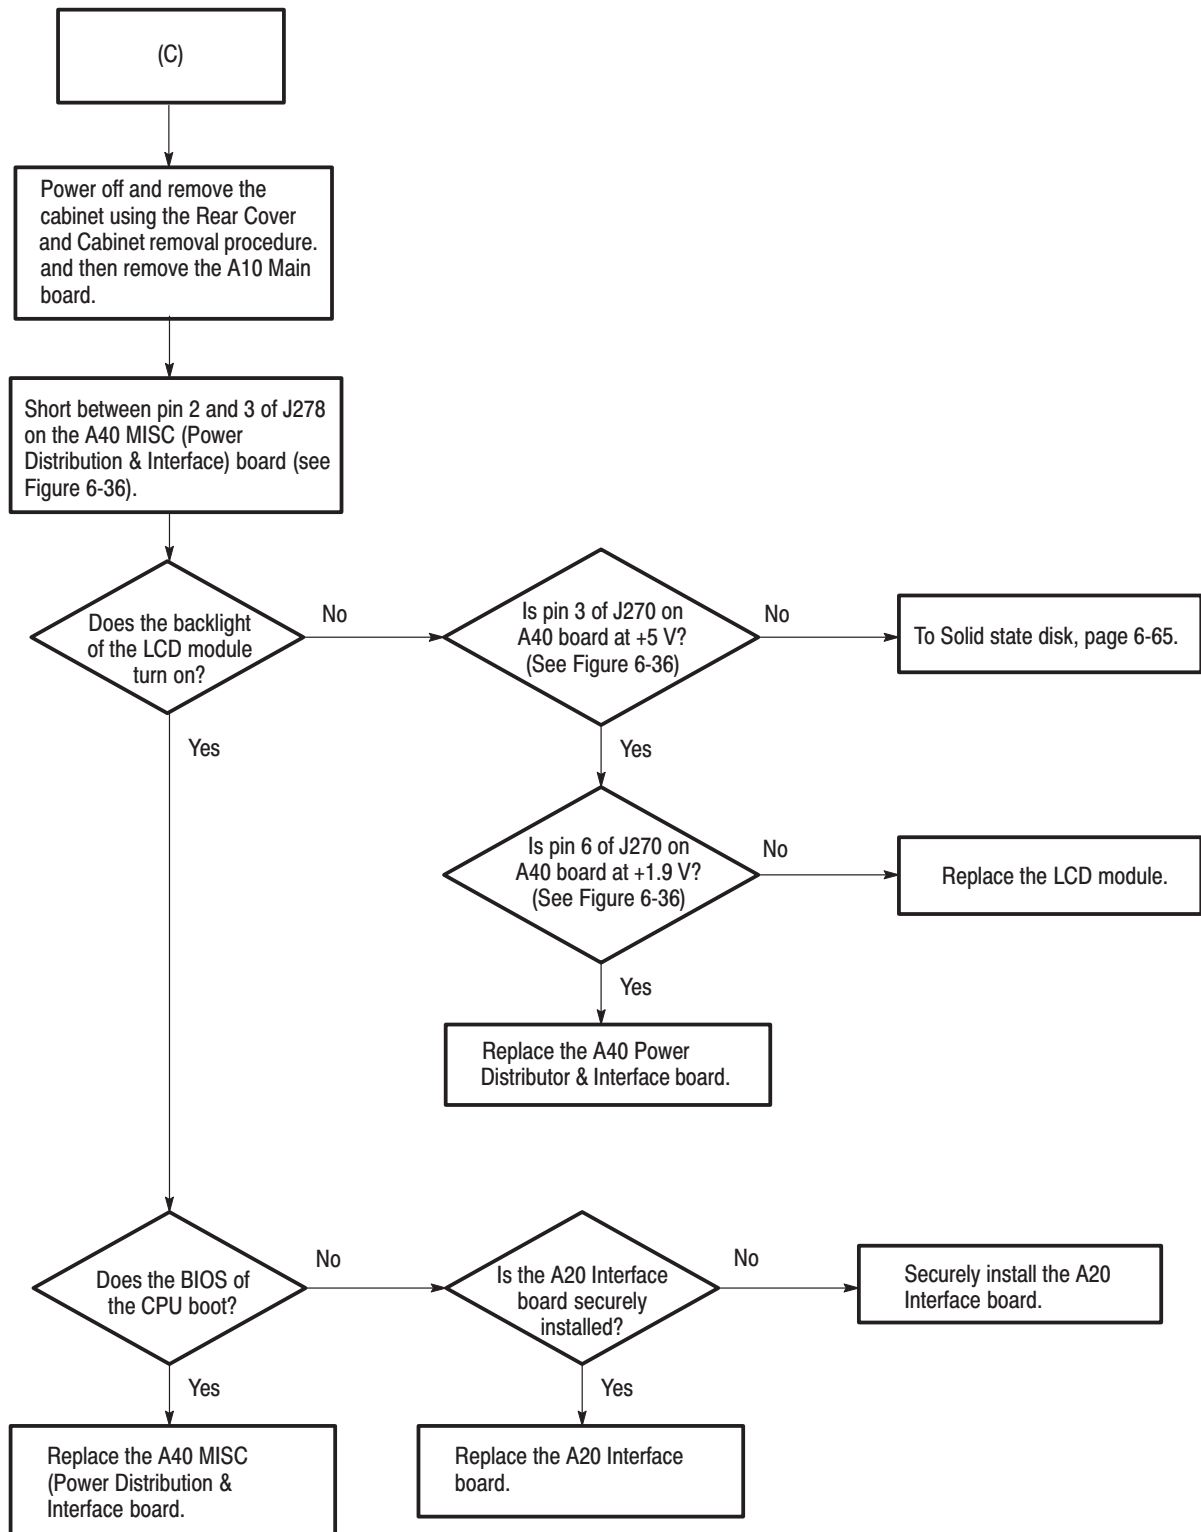 (C)
Power off and remove the
cabinet using the Rear Cover
and Cabinet removal procedure.
and then remove the A10 Main
board.
Short between pin 2 and 3 of J278
on the A40 MISC (Power
Distribution & Interface) board (see
Figure 6-36).
Does the backlight
of the LCD module
turn on?
No
Is pin 3 of J270 on
A40 board at +5 V?
(See Figure 6-36)
No
To Solid state disk, page 6-65.
Yes
Yes
Is pin 6 of J270 on
A40 board at +1.9 V?
(See Figure 6-36)
No
Replace the LCD module.
Yes
Replace the A40 Power
Distributor & Interface board.
Does the BIOS of
the CPU boot?
No
Is the A20 Interface
board securely
installed?
No
Securely install the A20
Interface board.
Yes
Yes
Replace the A40 MISC
(Power Distribution &
Interface board.
Replace the A20 Interface
board.